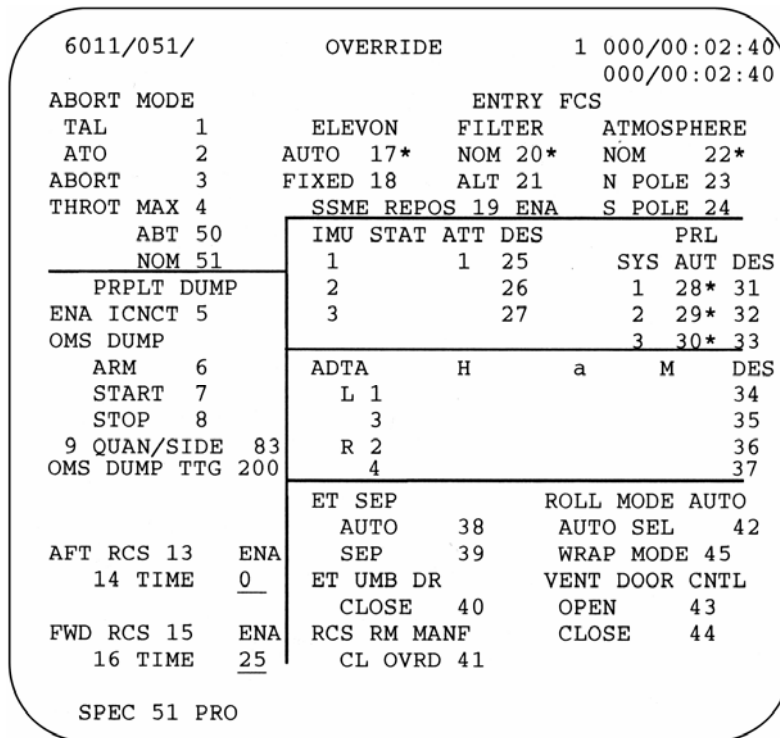 6011/051/ OVERRIDE 1 000/00:02:40
000/00:02:40
ABORT MODE ENTRY FCS
TAL 1 ELEVON FILTER ATMOSPHERE
ATO 2 AUTO 17* NOM 20* NOM 22*
ABORT 3 FIXED 18 ALT 21 N POLE 23
THROT MAX 4 SSME REPOS 19 ENA S POLE 24
ABT 50 IMU STAT ATT DES PRL
NOM 51 1 1 25 SYS AUT DES
PRPLT DUMP 2 26 1 28* 31
ENA ICNCT 5 3 27 2 29* 32
OMS DUMP 3 30* 33
ARM 6 ADTA H a M DES
START 7 L 1 34
STOP 8 3 35
9 QUAN/SIDE 83 R 2 36
OMS DUMP TTG 200 4 37
ET SEP ROLL MODE AUTO
AUTO 38 AUTO SEL 42
AFT RCS 13 ENA SEP 39 WRAP MODE 45
14 TIME 0 ET UMB DR VENT DOOR CNTL
CLOSE 40 OPEN 43
FWD RCS 15 ENA RCS RM MANF CLOSE 44
16 TIME 25 CL OVRD 41
SPEC 51 PRO